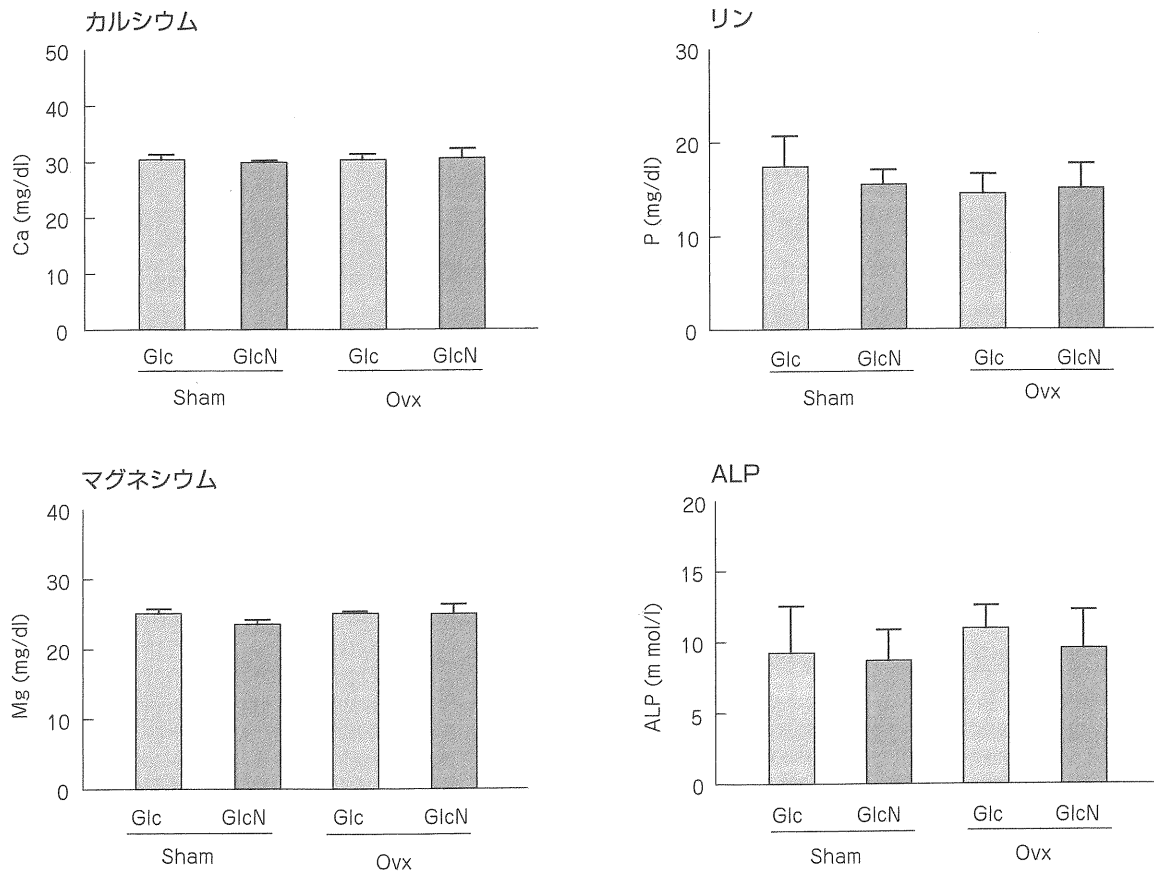 カルシウム
50
40
30
20
10
0
Ca (mg/dl)
Glc GlcN Glc GlcN
Sham Ovx
リン
30
20
10
0
P (mg/dl)
Glc GlcN Glc GlcN
Sham Ovx
マグネシウム
40
30
20
10
0
Mg (mg/dl)
Glc GlcN Glc GlcN
Sham Ovx
ALP
20
15
10
5
0
ALP (m mol/l)
Glc GlcN Glc GlcN
Sham Ovx